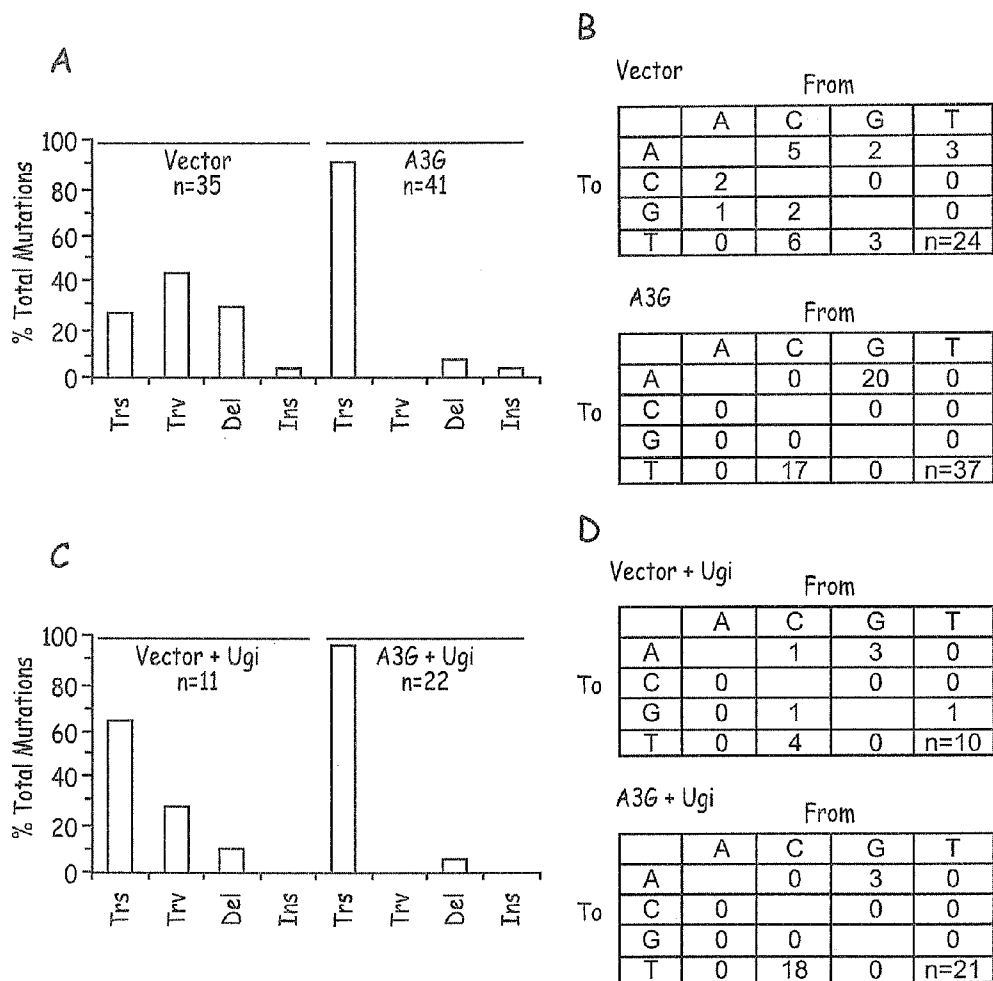 A
% Total Mutations
100
80
60
40
20
0
Vector
n=35
A3G
n=41
Trs Trv Del Ins Trs Trv Del Ins
B
Vector
From
To
A C G T
A 5 2 3
C 2 0 0
G 1 2 0
T 0 6 3 n=24
A3G
From
To
A C G T
A 0 20 0
C 0 0 0
G 0 0 0
T 0 17 0 n=37
C
% Total Mutations
100
80
60
40
20
0
Vector + Ugi
n=11
A3G + Ugi
n=22
Trs Trv Del Ins Trs Trv Del Ins
D
Vector + Ugi
From
To
A C G T
A 1 3 0
C 0 0 0
G 0 1 1
T 0 4 0 n=10
A3G + Ugi
From
To
A C G T
A 0 3 0
C 0 0 0
G 0 0 0
T 0 18 0 n=21